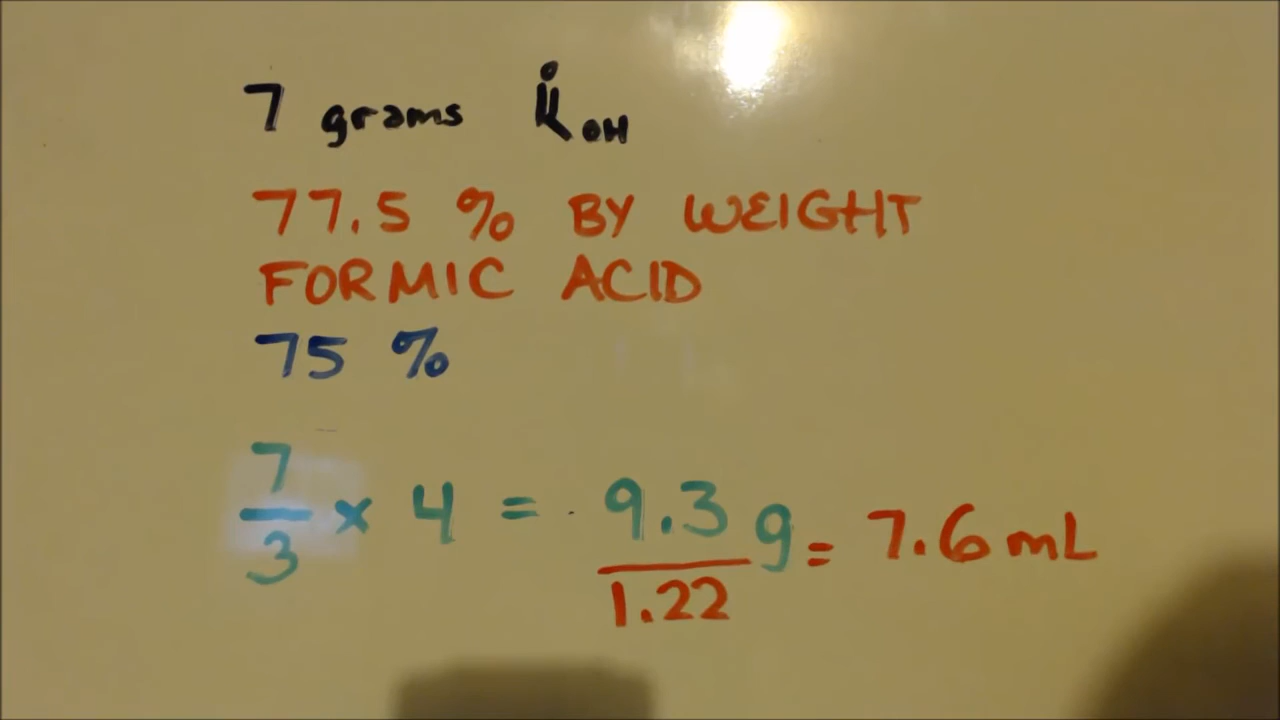 7 grams KOH
77.5 % BY WEIGHT
FORMIC ACID
75 %
7/3 × 4 = 9.3 g/1.22 = 7.6 mL